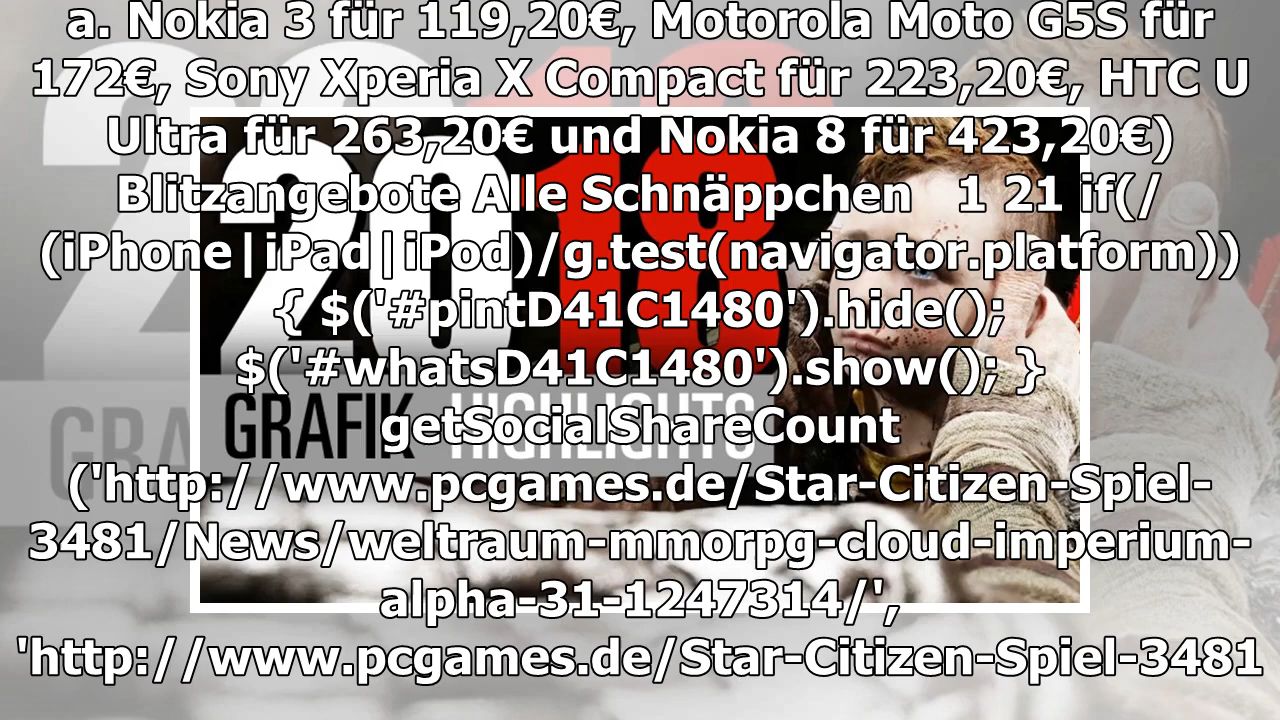 a. Nokia 3 für 119,20€, Motorola Moto G5S für
172€, Sony Xperia X Compact für 223,20€, HTC U
Ultra für 263,20€ und Nokia 8 für 423,20€)
Blitzangebote Alle Schnäppchen   1 21 if(/
(iPhone|iPad|iPod)/g.test(navigator.platform))
{ $('#pintD41C1480').hide();
$('#whatsD41C1480').show(); }
getSocialShareCount
('http://www.pcgames.de/Star-Citizen-Spiel-
3481/News/weltraum-mmorpg-cloud-imperium-
alpha-31-1247314/',
'http://www.pcgames.de/Star-Citizen-Spiel-3481
2018
GRAFIK HIGHLIGHTS